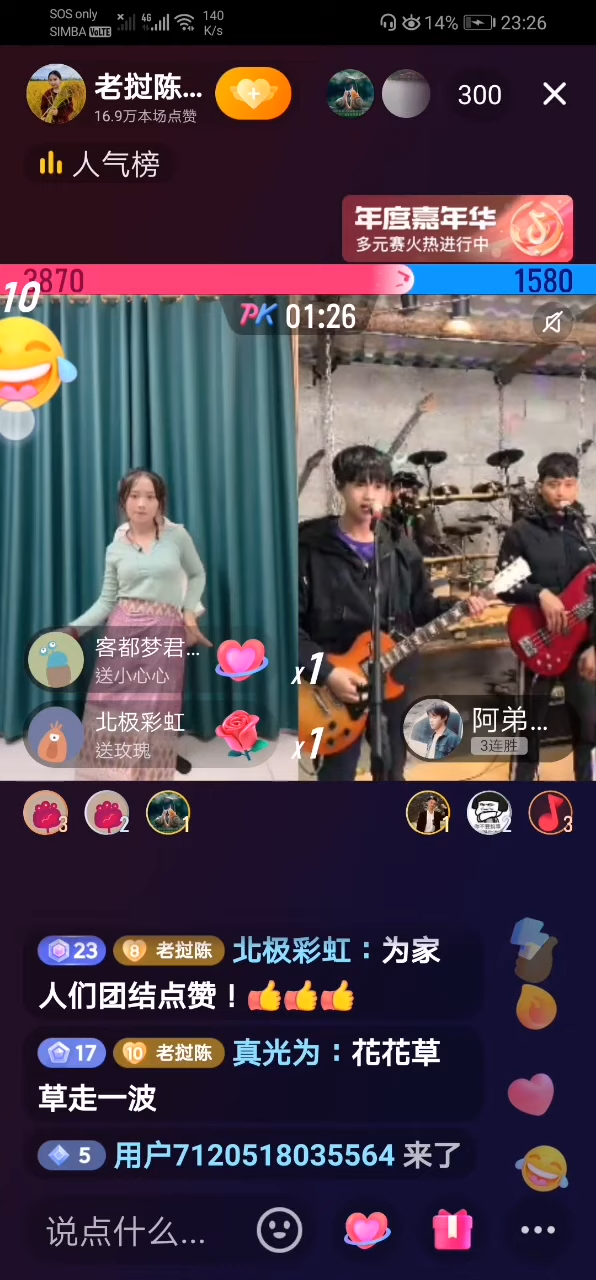 SOS only
SIMBA VoLTE
4G
140
K/s
14%
23:26
老挝陈...
16.9万本场点赞
300
人气榜
年度嘉年华
多元赛火热进行中
3870
1580
10
PK 01:26
客都梦君...
送小心心
x1
北极彩虹
送玫瑰
x1
阿弟...
3连胜
3
2
1
1
2
3
23 8 老挝陈 北极彩虹：为家
人们团结点赞！
17 10 老挝陈 真光为：花花草
草走一波
5 用户7120518035564 来了
说点什么...